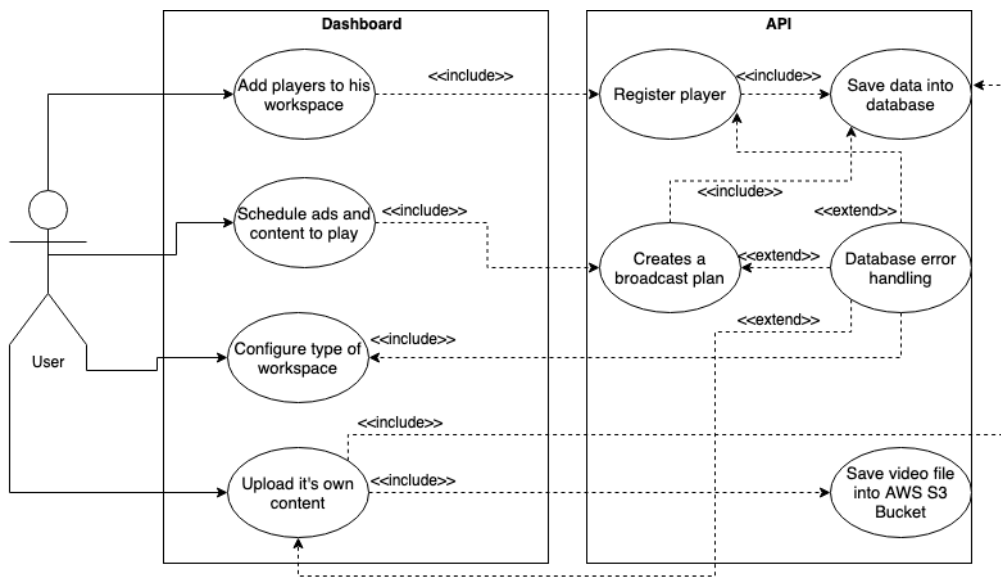 Dashboard
API
Add players to his
workspace
<<include>>
Register player
<<include>>
Save data into
database
Schedule ads and
content to play
<<include>>
<<include>>
<<extend>>
Creates a
broadcast plan
<<extend>>
Database error
handling
<<extend>>
User
Configure type of
workspace
<<include>>
<<include>>
Upload it's own
content
<<include>>
Save video file
into AWS S3
Bucket